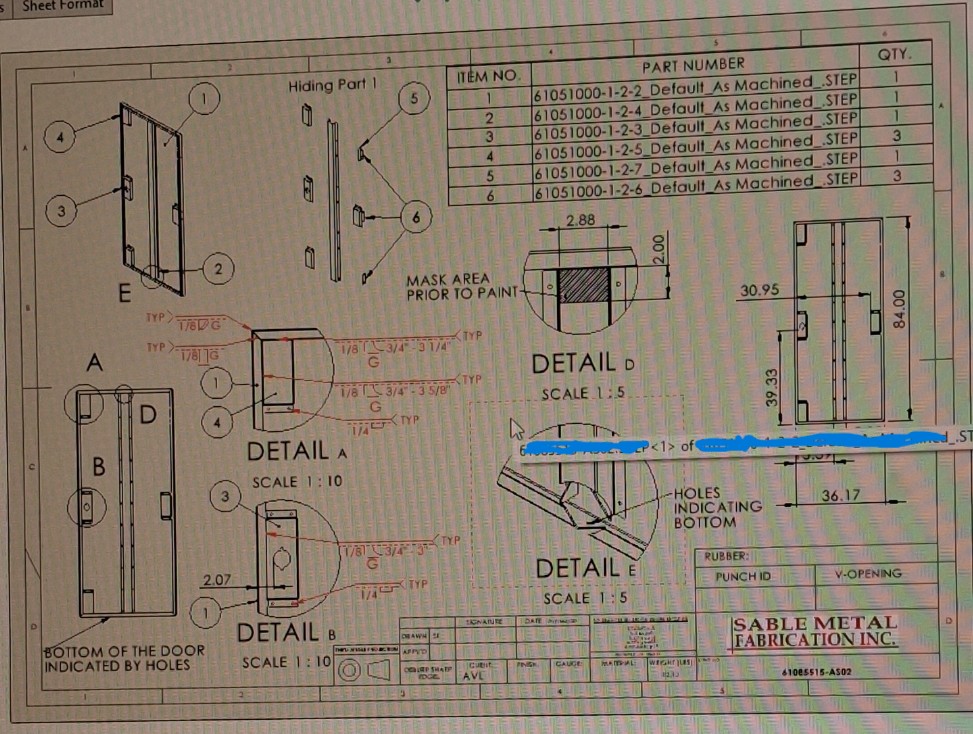 Sheet Format
Hiding Part 1
ITEM NO.
PART NUMBER
QTY.
1
61051000-1-2-2_Default_As Machined_.STEP
1
2
61051000-1-2-4_Default_As Machined_.STEP
1
3
61051000-1-2-3_Default_As Machined_.STEP
1
4
61051000-1-2-5_Default_As Machined_.STEP
3
5
61051000-1-2-7_Default_As Machined_.STEP
1
6
61051000-1-2-6_Default_As Machined_.STEP
3
1
4
3
2
E
5
6
2.88
2.00
MASK AREA
PRIOR TO PAINT
DETAIL D
SCALE 1 : 5
30.95
84.00
39.33
36.17
TYP
1/8 G
TYP
1/8 G
1/8 3/4" - 3 1/4" TYP
G
1/8 3/4" - 3 5/8" TYP
G
1/4 TYP
1
4
DETAIL A
SCALE 1 : 10
A
D
B
BOTTOM OF THE DOOR
INDICATED BY HOLES
3
1/8 3/4" - 3" TYP
G
2.07
1/4 TYP
1
DETAIL B
SCALE 1 : 10
<1> of
HOLES
INDICATING
BOTTOM
DETAIL E
SCALE 1 : 5
RUBBER:
PUNCH ID
V-OPENING
SABLE METAL
FABRICATION INC.
SIGNATURE
DATE
DRAWN
APP'D
CLIENT:
AVL
FINISH:
GAUGE:
MATERIAL:
61085515-AS02